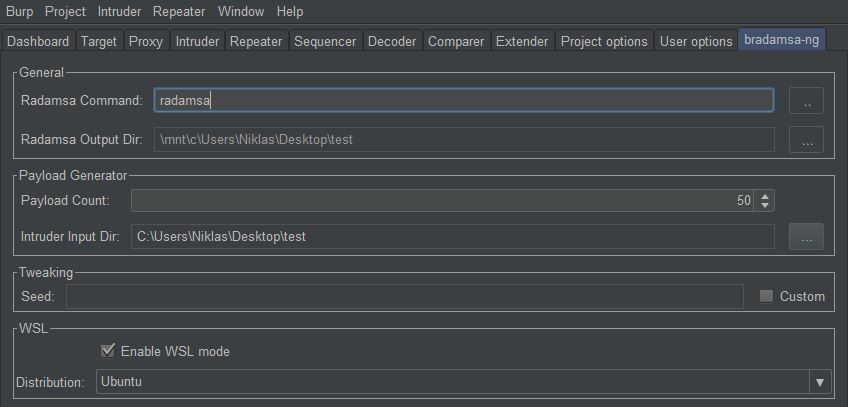 Burp Project Intruder Repeater Window Help
Dashboard Target Proxy Intruder Repeater Sequencer Decoder Comparer Extender Project options User options bradamsa-ng
General
Radamsa Command: radamsa ..
Radamsa Output Dir: \mnt\c\Users\Niklas\Desktop\test ...
Payload Generator
Payload Count: 50
Intruder Input Dir: C:\Users\Niklas\Desktop\test ...
Tweaking
Seed: Custom
WSL
Enable WSL mode
Distribution: Ubuntu